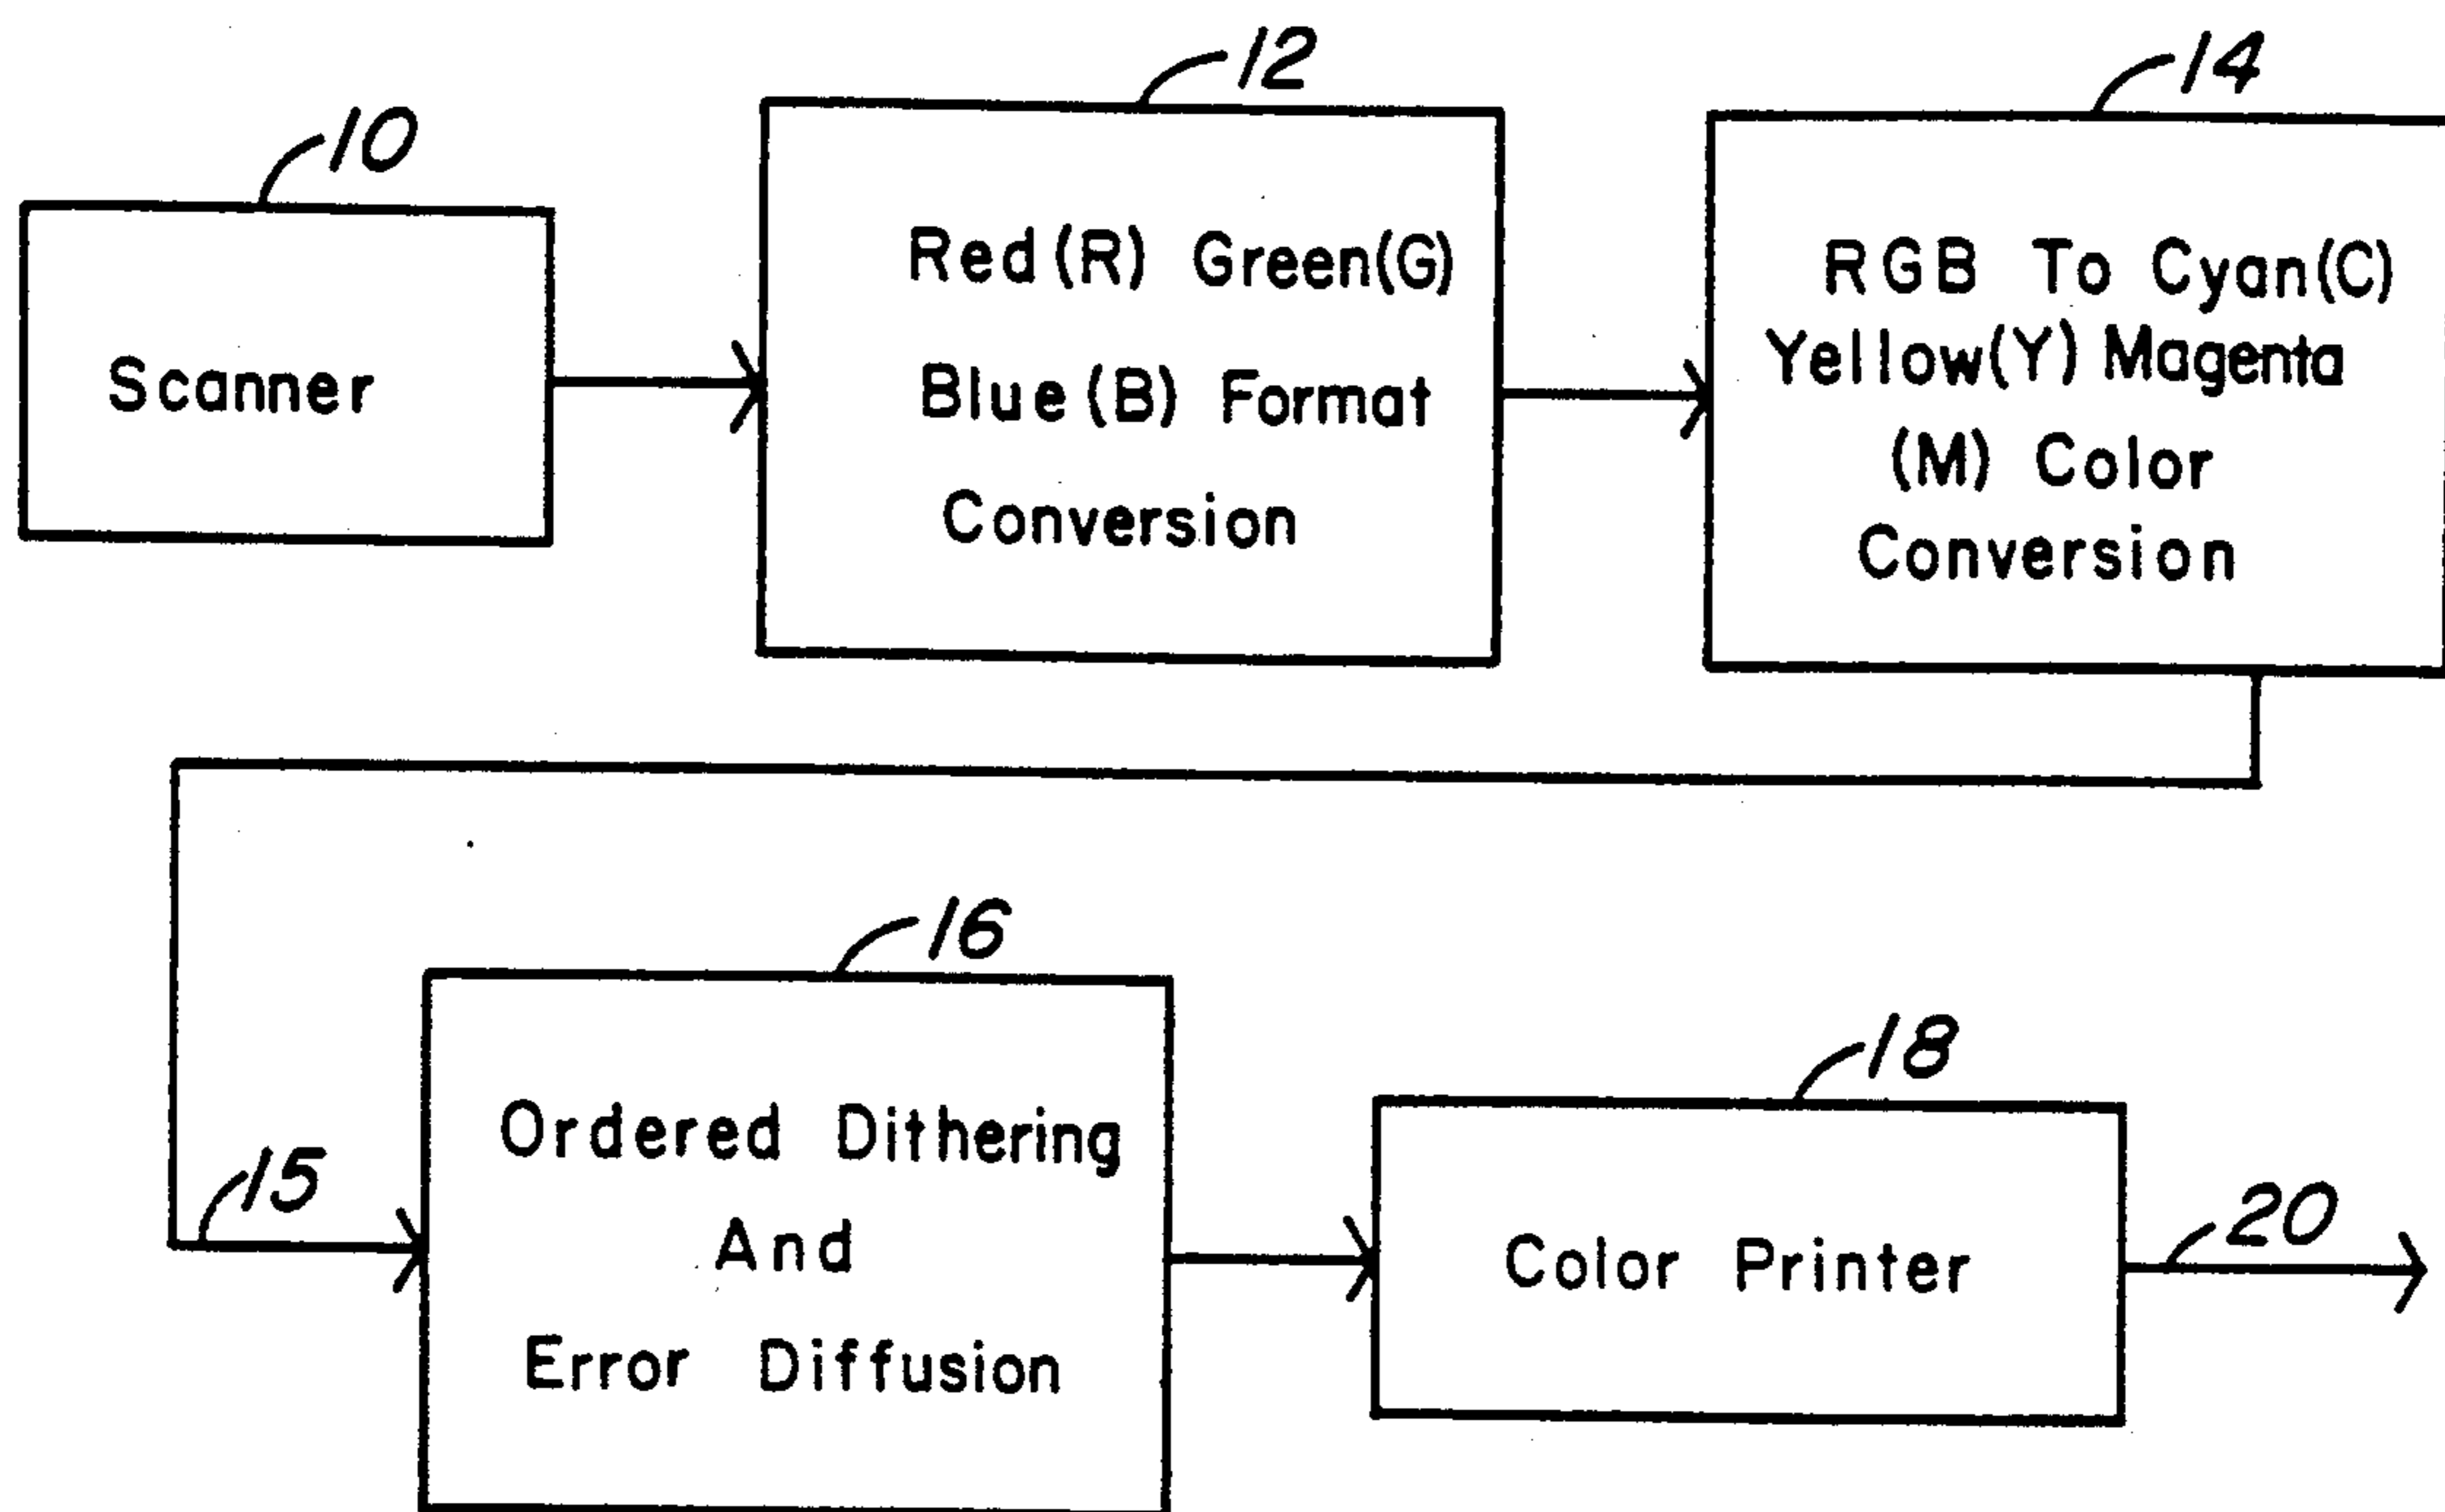 10
Scanner
12
Red(R) Green(G)
Blue(B) Format
Conversion
14
RGB To Cyan(C)
Yellow(Y) Magenta
(M) Color
Conversion
15
16
Ordered Dithering
And
Error Diffusion
18
Color Printer
20